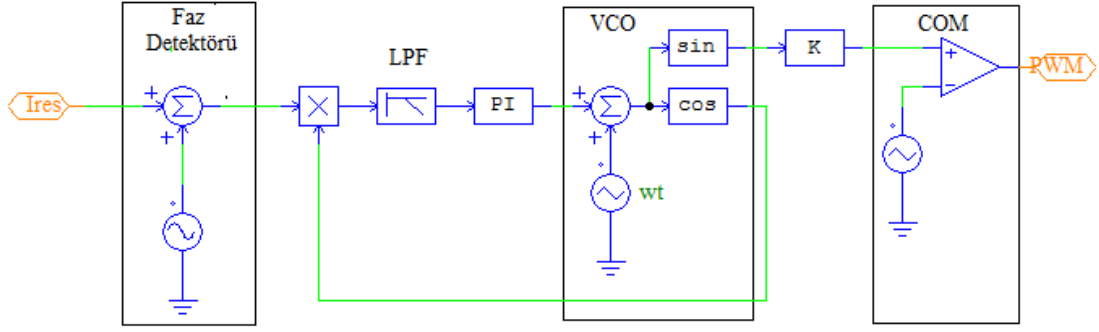 Faz
Detektörü
LPF
VCO
COM
Ires
PI
sin
cos
K
PWM
wt